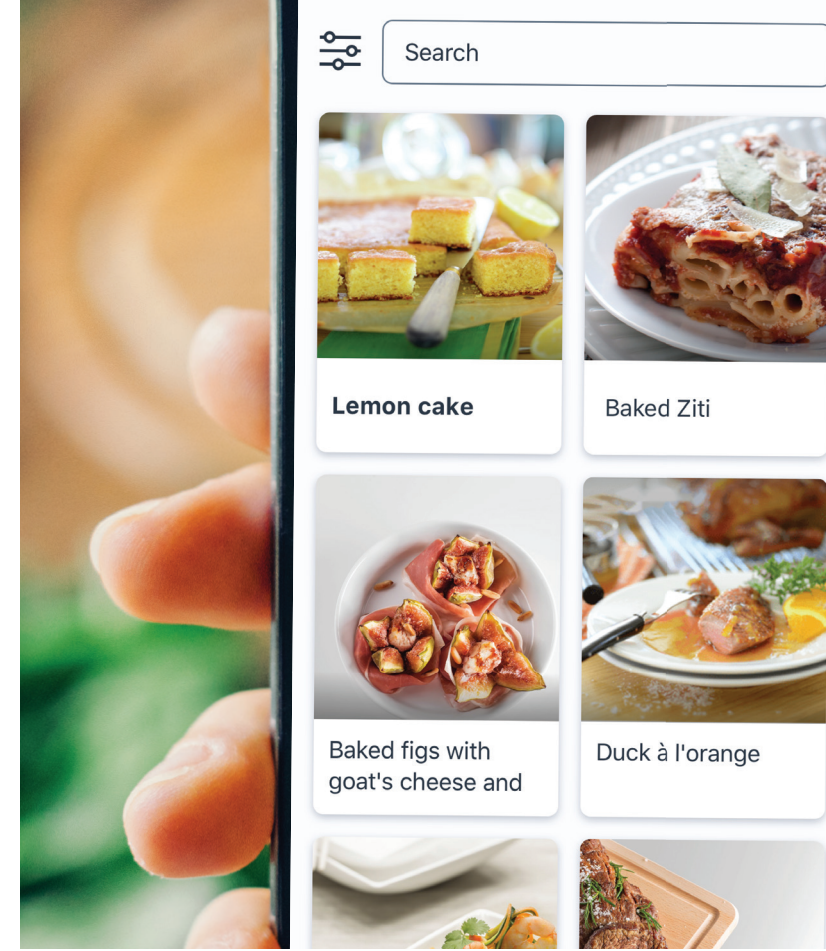 Search
Lemon cake
Baked Ziti
Baked figs with
goat's cheese and
Duck à l'orange